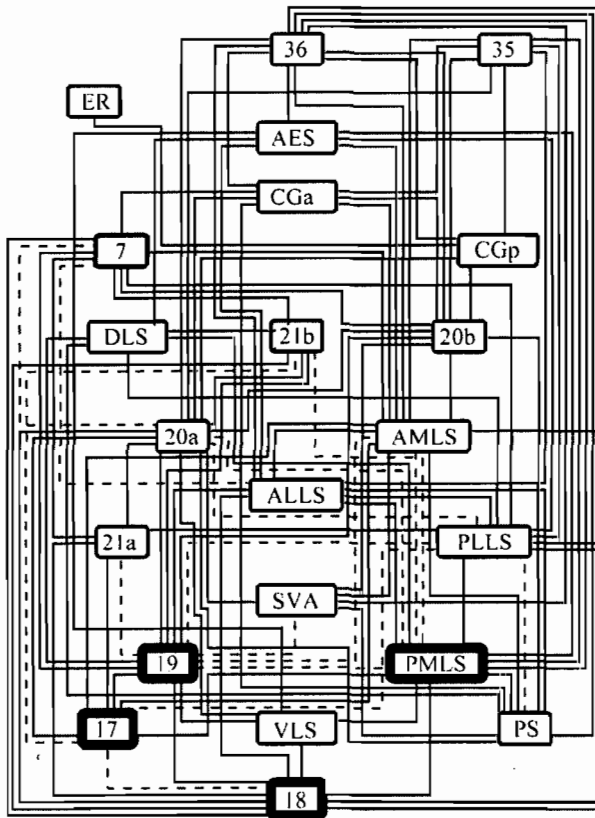 36 35
ER
AES
CGa
7 CGp
DLS 21b 20b
20a AMLS
ALLS
21a PLLS
SVA
19 PMLS
17 VLS PS
18